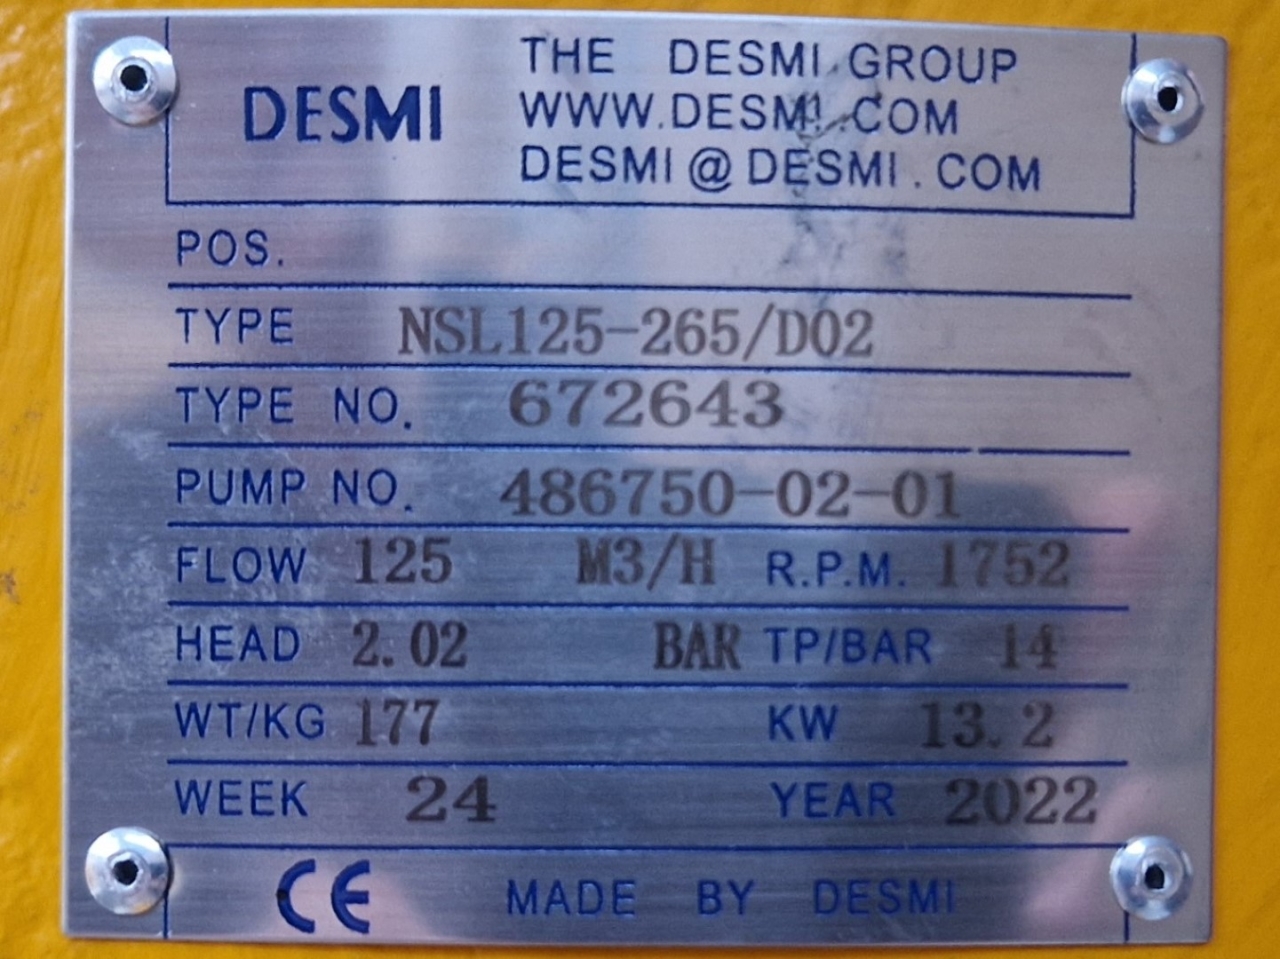 DESMI
THE DESMI GROUP
WWW.DESMI.COM
DESMI@DESMI.COM
POS.
TYPE NSL125-265/D02
TYPE NO. 672643
PUMP NO. 486750-02-01
FLOW 125 M3/H R.P.M. 1752
HEAD 2.02 BAR TP/BAR 14
WT/KG 177 KW 13.2
WEEK 24 YEAR 2022
CE MADE BY DESMI